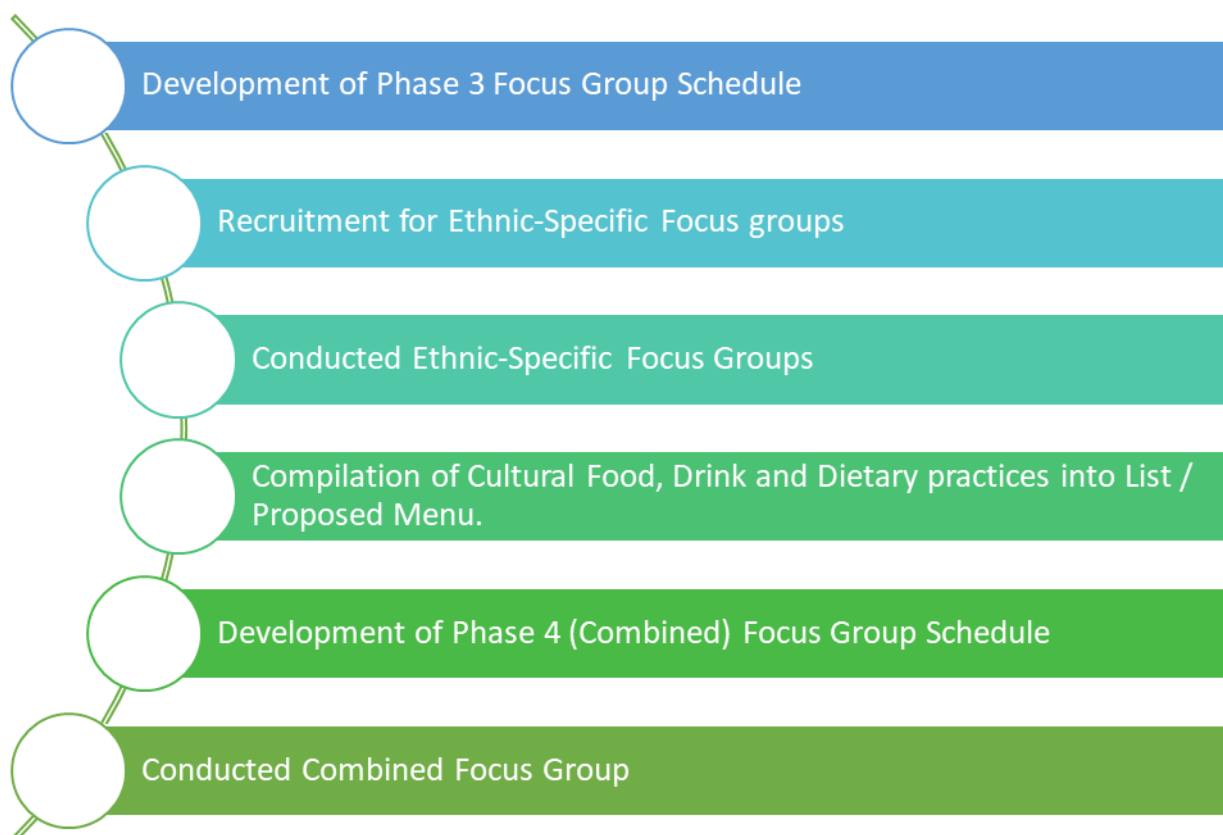 Development of Phase 3 Focus Group Schedule
Recruitment for Ethnic-Specific Focus groups
Conducted Ethnic-Specific Focus Groups
Compilation of Cultural Food, Drink and Dietary practices into List /
Proposed Menu.
Development of Phase 4 (Combined) Focus Group Schedule
Conducted Combined Focus Group